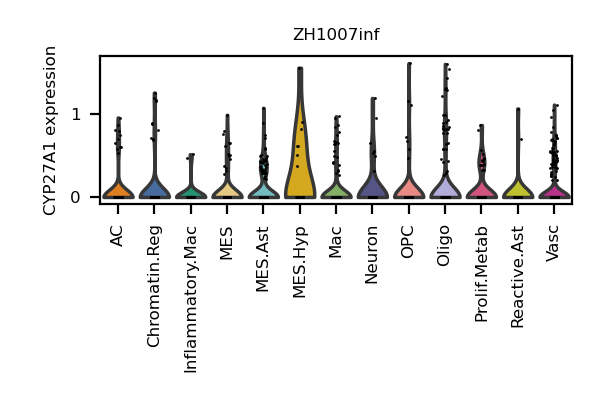 ZH1007inf
CYP27A1 expression
1
0
AC
Chromatin.Reg
Inflammatory.Mac
MES
MES.Ast
MES.Hyp
Mac
Neuron
OPC
Oligo
Prolif.Metab
Reactive.Ast
Vasc